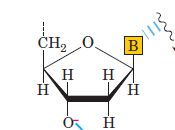 CH₂ O B
H H
H H H
O⁻ H